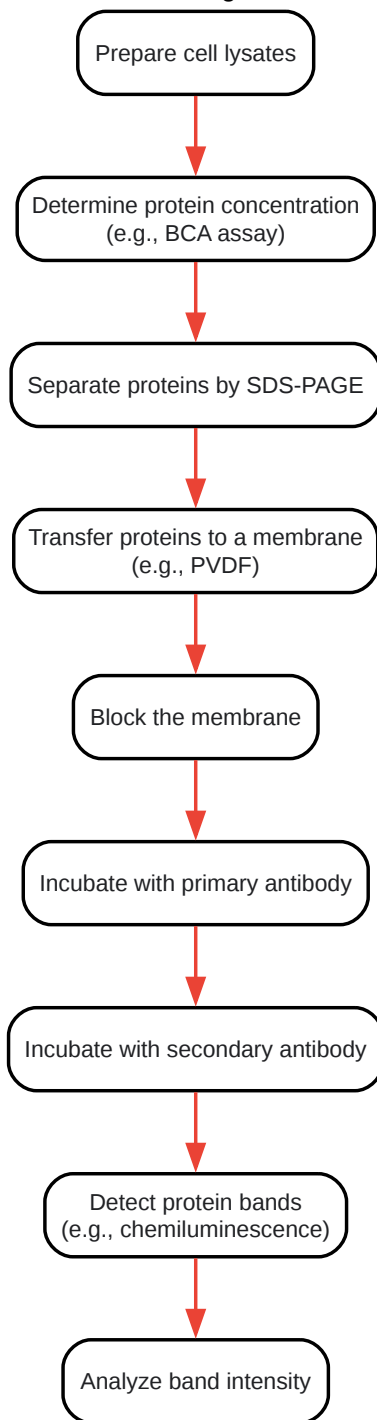 Prepare cell lysates
Determine protein concentration
(e.g., BCA assay)
Separate proteins by SDS-PAGE
Transfer proteins to a membrane
(e.g., PVDF)
Block the membrane
Incubate with primary antibody
Incubate with secondary antibody
Detect protein bands
(e.g., chemiluminescence)
Analyze band intensity